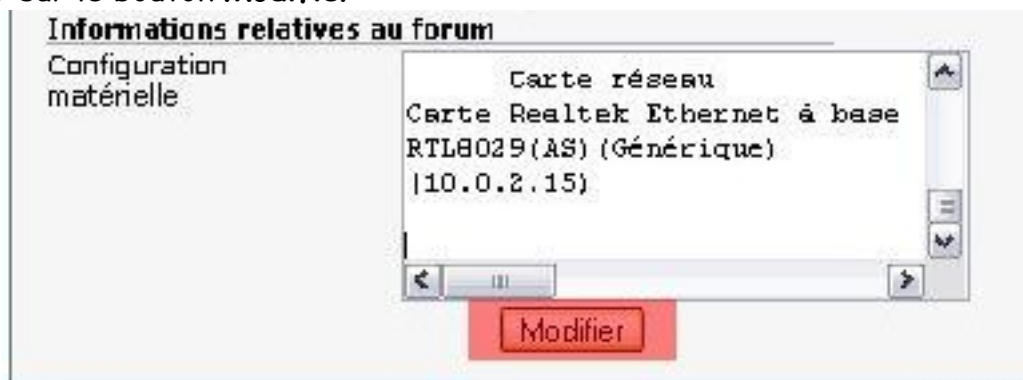 Informations relatives au forum
Configuration
matérielle
Carte réseau
Carte Realtek Ethernet à base
RTL8029(AS)(Générique)
(10.0.2.15)
Modifier